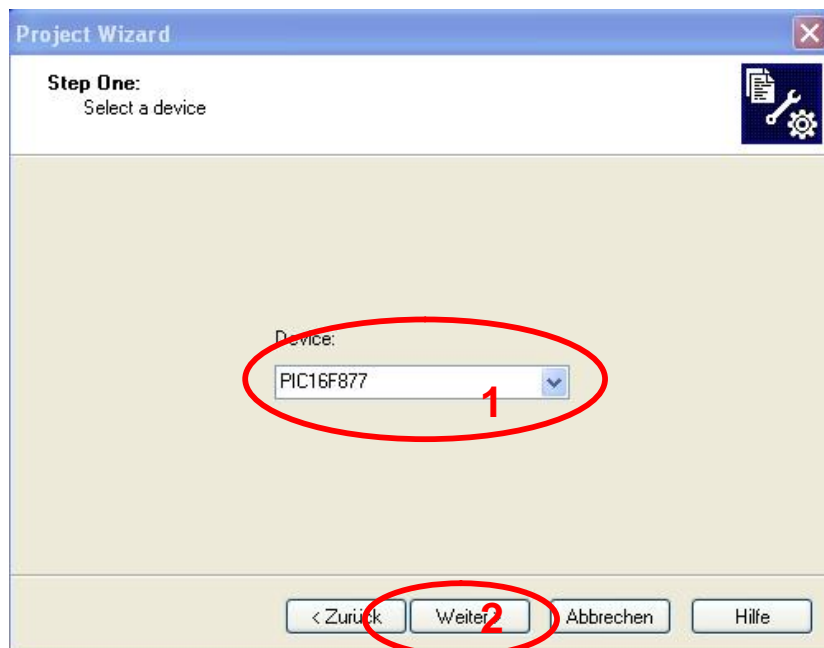 Project Wizard
Step One:
Select a device
Device:
PIC16F877
1
< Zurück Weiter 2 Abbrechen Hilfe